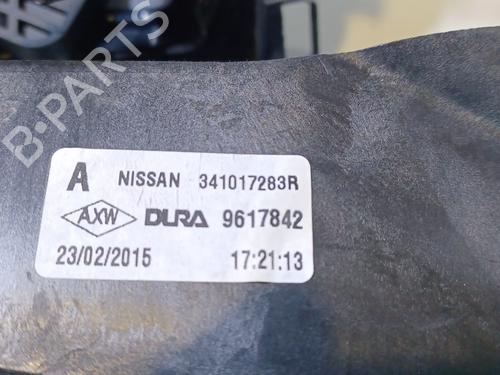 B-PARTS
A NISSAN 341017283R
AXW DURA 9617842
23/02/2015 17:21:13